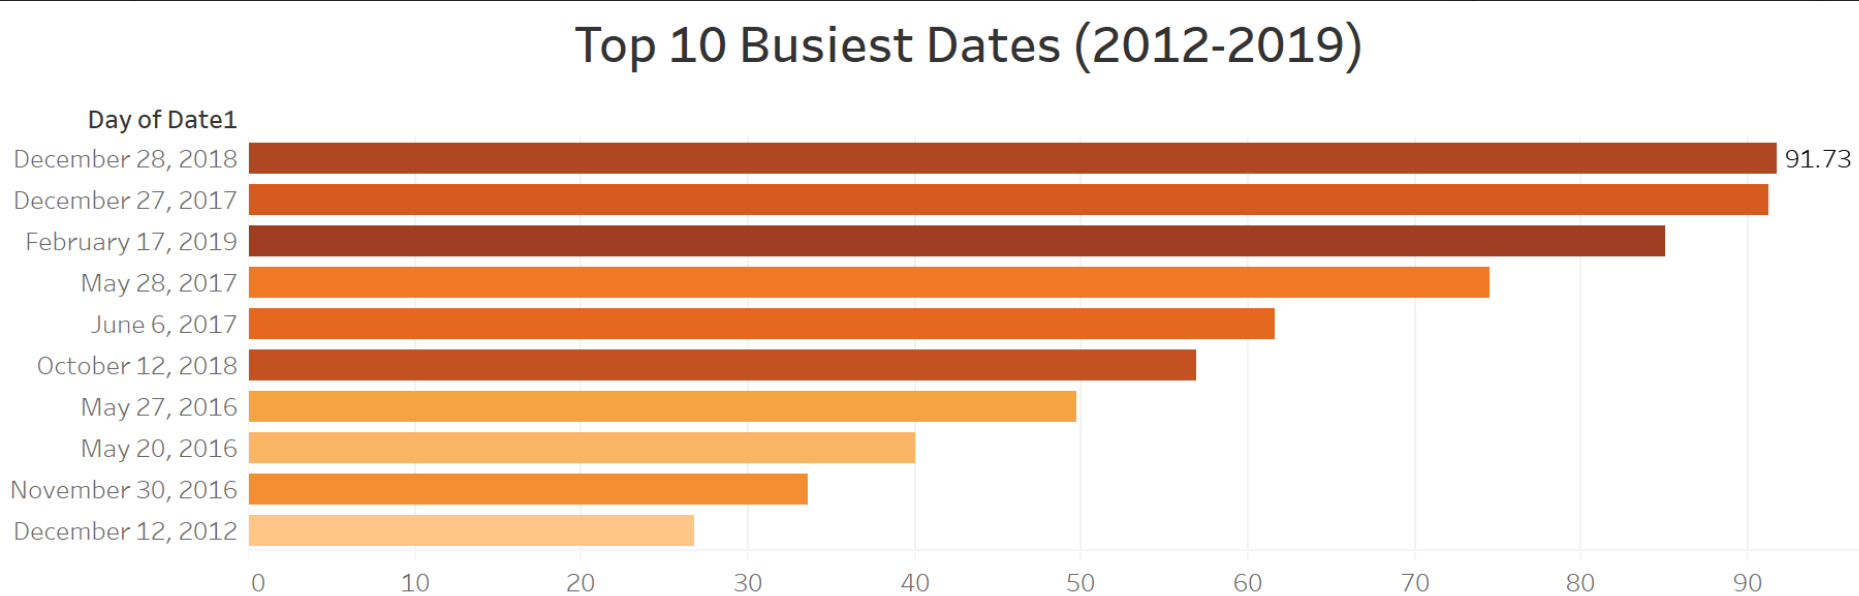 Top 10 Busiest Dates (2012-2019)
Day of Date1
December 28, 2018 91.73
December 27, 2017
February 17, 2019
May 28, 2017
June 6, 2017
October 12, 2018
May 27, 2016
May 20, 2016
November 30, 2016
December 12, 2012
0 10 20 30 40 50 60 70 80 90